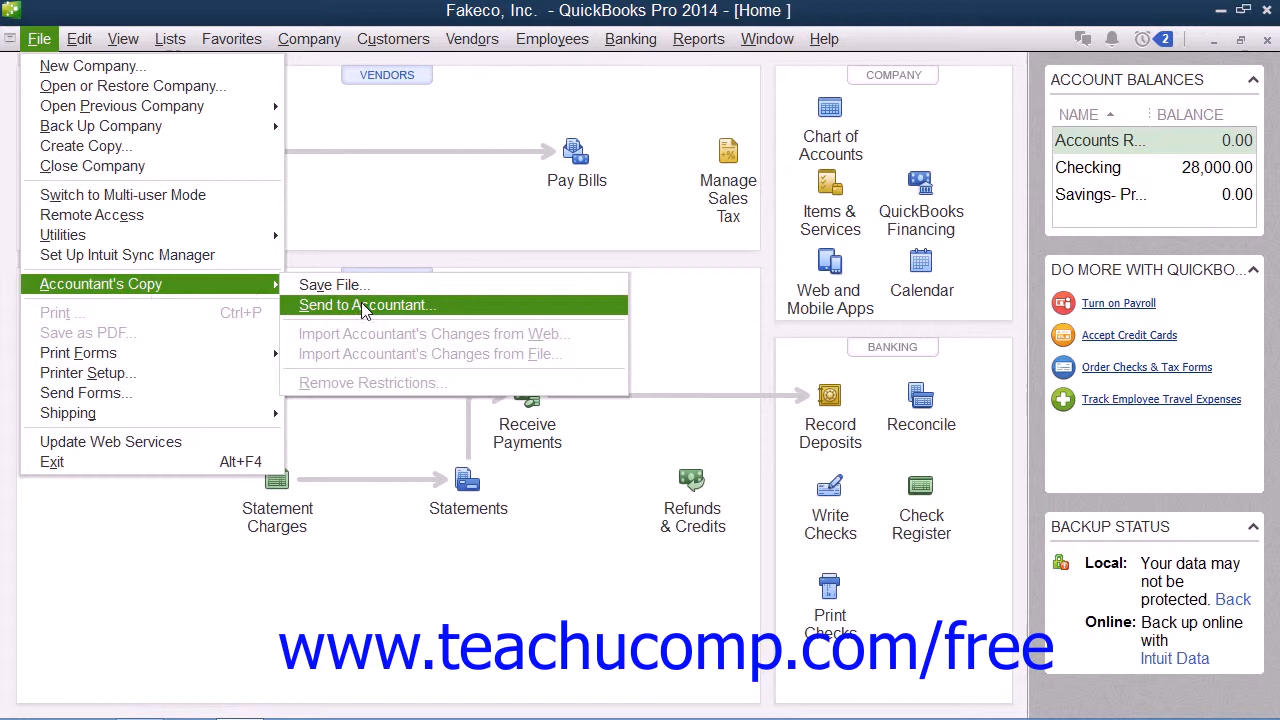 Fakeco, Inc. - QuickBooks Pro 2014 - [Home ]
File Edit View Lists Favorites Company Customers Vendors Employees Banking Reports Window Help 2
New Company...
Open or Restore Company...
Open Previous Company
Back Up Company
Create Copy...
Close Company
Switch to Multi-user Mode
Remote Access
Utilities
Set Up Intuit Sync Manager
Accountant's Copy
Print ... Ctrl+P
Save as PDF...
Print Forms
Printer Setup...
Send Forms...
Shipping
Update Web Services
Exit Alt+F4
Save File...
Send to Accountant...
Import Accountant's Changes from Web...
Import Accountant's Changes from File...
Remove Restrictions...
VENDORS
Pay Bills
Manage
Sales
Tax
Receive
Payments
Statement
Charges
Statements
Refunds
& Credits
COMPANY
Chart of
Accounts
Items &
Services
QuickBooks
Financing
Web and
Mobile Apps
Calendar
BANKING
Record
Deposits
Reconcile
Write
Checks
Check
Register
Print
Checks
ACCOUNT BALANCES
NAME BALANCE
Accounts R... 0.00
Checking 28,000.00
Savings- Pr... 0.00
DO MORE WITH QUICKBO...
Turn on Payroll
Accept Credit Cards
Order Checks & Tax Forms
Track Employee Travel Expenses
BACKUP STATUS
Local: Your data may
not be
protected. Back
Online: Back up online
with
Intuit Data
www.teachucomp.com/free